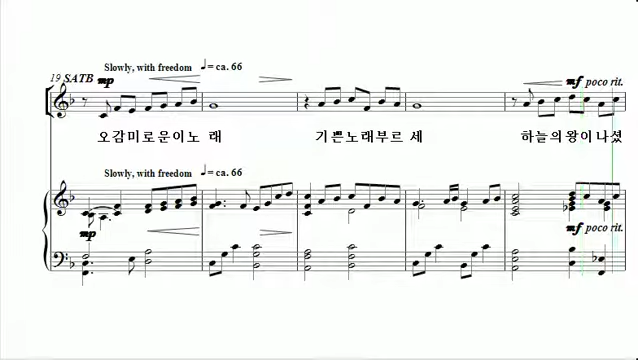 Slowly, with freedom ♩= ca. 66
19 SATB mp mf poco rit.
오감미로운이노 래 기쁜노래부르 세 하늘의왕이나셨
Slowly, with freedom ♩= ca. 66
mp mf poco rit.